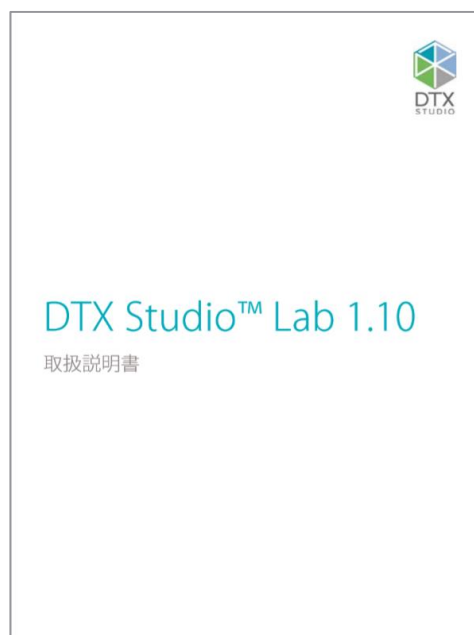 DTX
STUDIO
DTX Studio™ Lab 1.10
取扱説明書